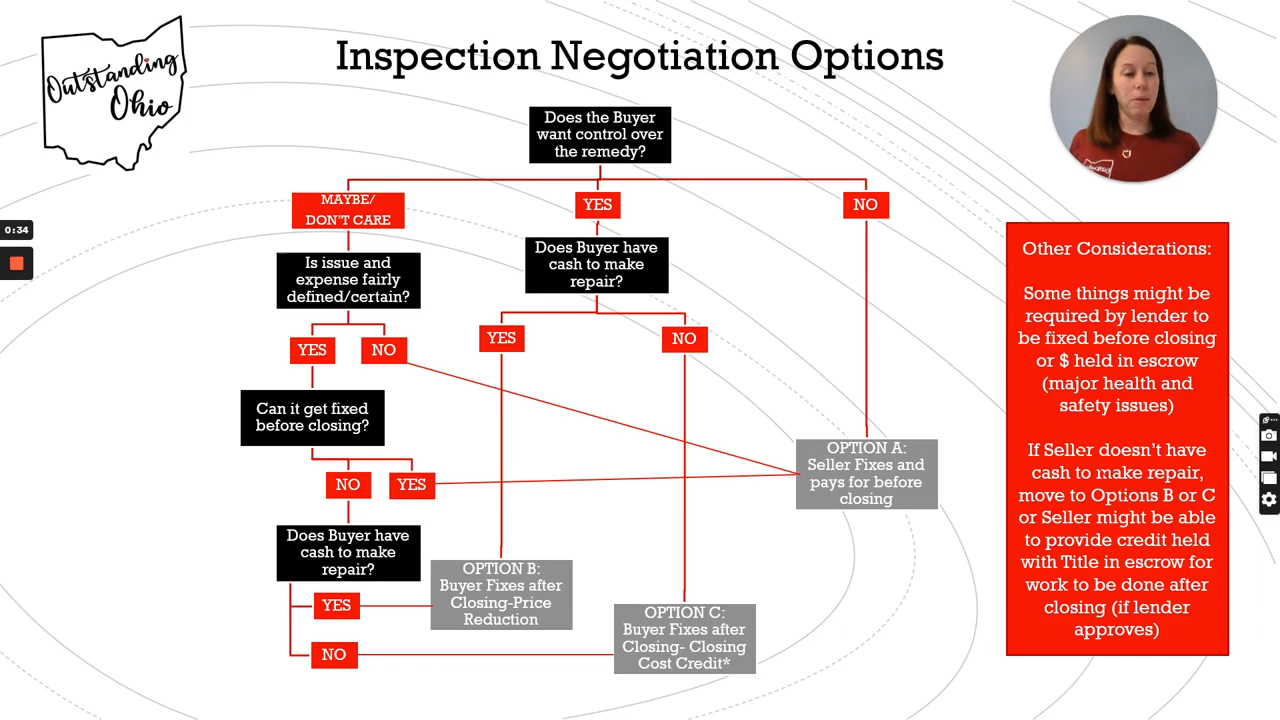 Outstanding
Ohio
Inspection Negotiation Options
Does the Buyer
want control over
the remedy?
MAYBE/
DON'T CARE
YES
NO
0:34
Is issue and
expense fairly
defined/certain?
Does Buyer have
cash to make
repair?
YES
NO
YES
NO
Can it get fixed
before closing?
NO
YES
OPTION A:
Seller Fixes and
pays for before
closing
Does Buyer have
cash to make
repair?
YES
NO
OPTION B:
Buyer Fixes after
Closing-Price
Reduction
OPTION C:
Buyer Fixes after
Closing- Closing
Cost Credit*
Other Considerations:
Some things might be
required by lender to
be fixed before closing
or $ held in escrow
(major health and
safety issues)
If Seller doesn't have
cash to make repair,
move to Options B or C
or Seller might be able
to provide credit held
with Title in escrow for
work to be done after
closing (if lender
approves)